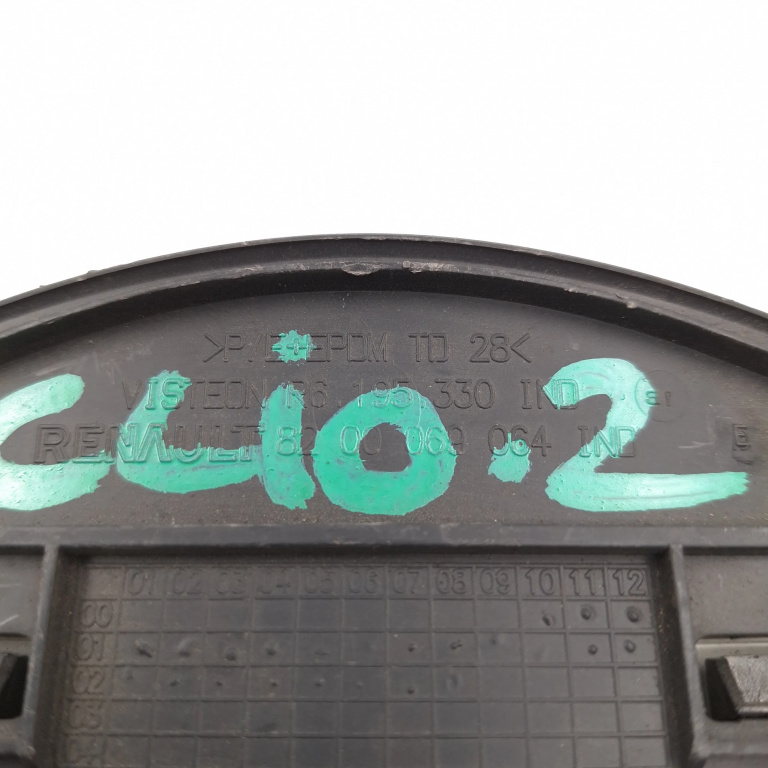 >P/E+EPDM TD 28<
VISTEON R6.195.330 IND
RENAULT 82 00 069 064 IND B
CLIO.2
01 02 03 04 05 06 07 08 09 10 11 12
00
01
02
03
04